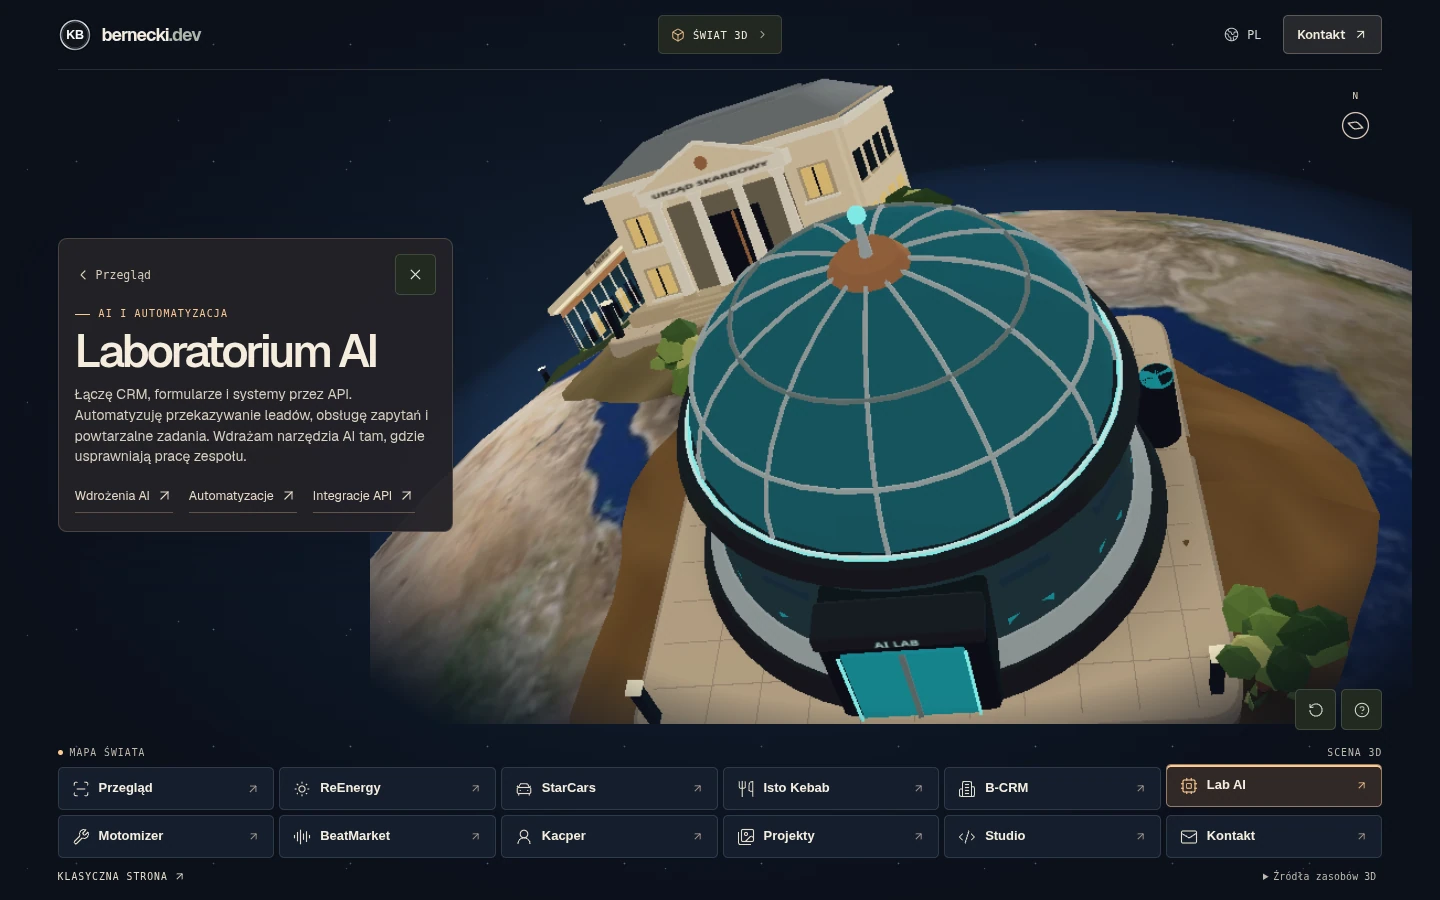 KB bernecki.dev
ŚWIAT 3D
PL
Kontakt
N
URZĄD SKARBOWY
Przegląd
AI I AUTOMATYZACJA
Laboratorium AI
Łączę CRM, formularze i systemy przez API.
Automatyzuję przekazywanie leadów, obsługę zapytań i
powtarzalne zadania. Wdrażam narzędzia AI tam, gdzie
usprawniają pracę zespołu.
Wdrożenia AI
Automatyzacje
Integracje API
AI LAB
MAPA ŚWIATA
SCENA 3D
Przegląd
ReEnergy
StarCars
Isto Kebab
B-CRM
Lab AI
Motomizer
BeatMarket
Kacper
Projekty
Studio
Kontakt
KLASYCZNA STRONA
Źródła zasobów 3D